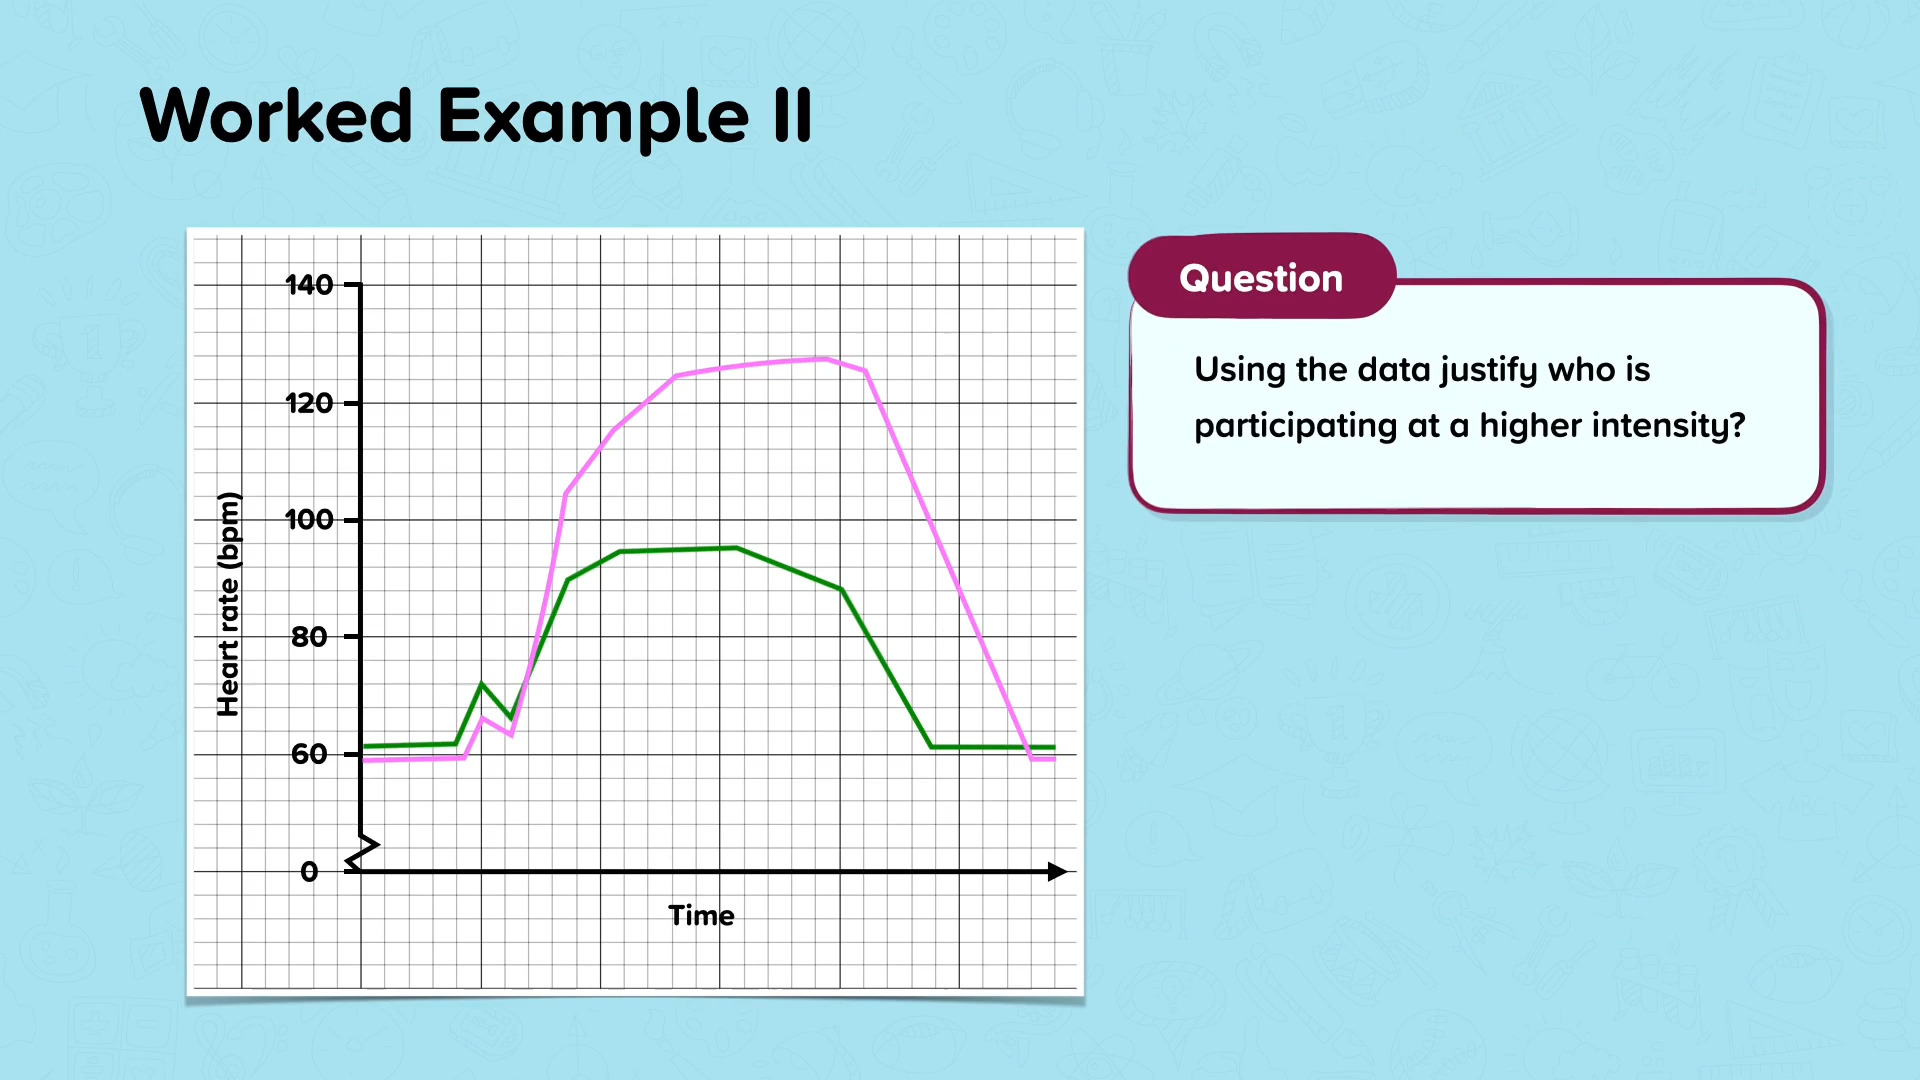 Worked Example II
140
120
100
80
60
0
Heart rate (bpm)
Time
Question
Using the data justify who is
participating at a higher intensity?